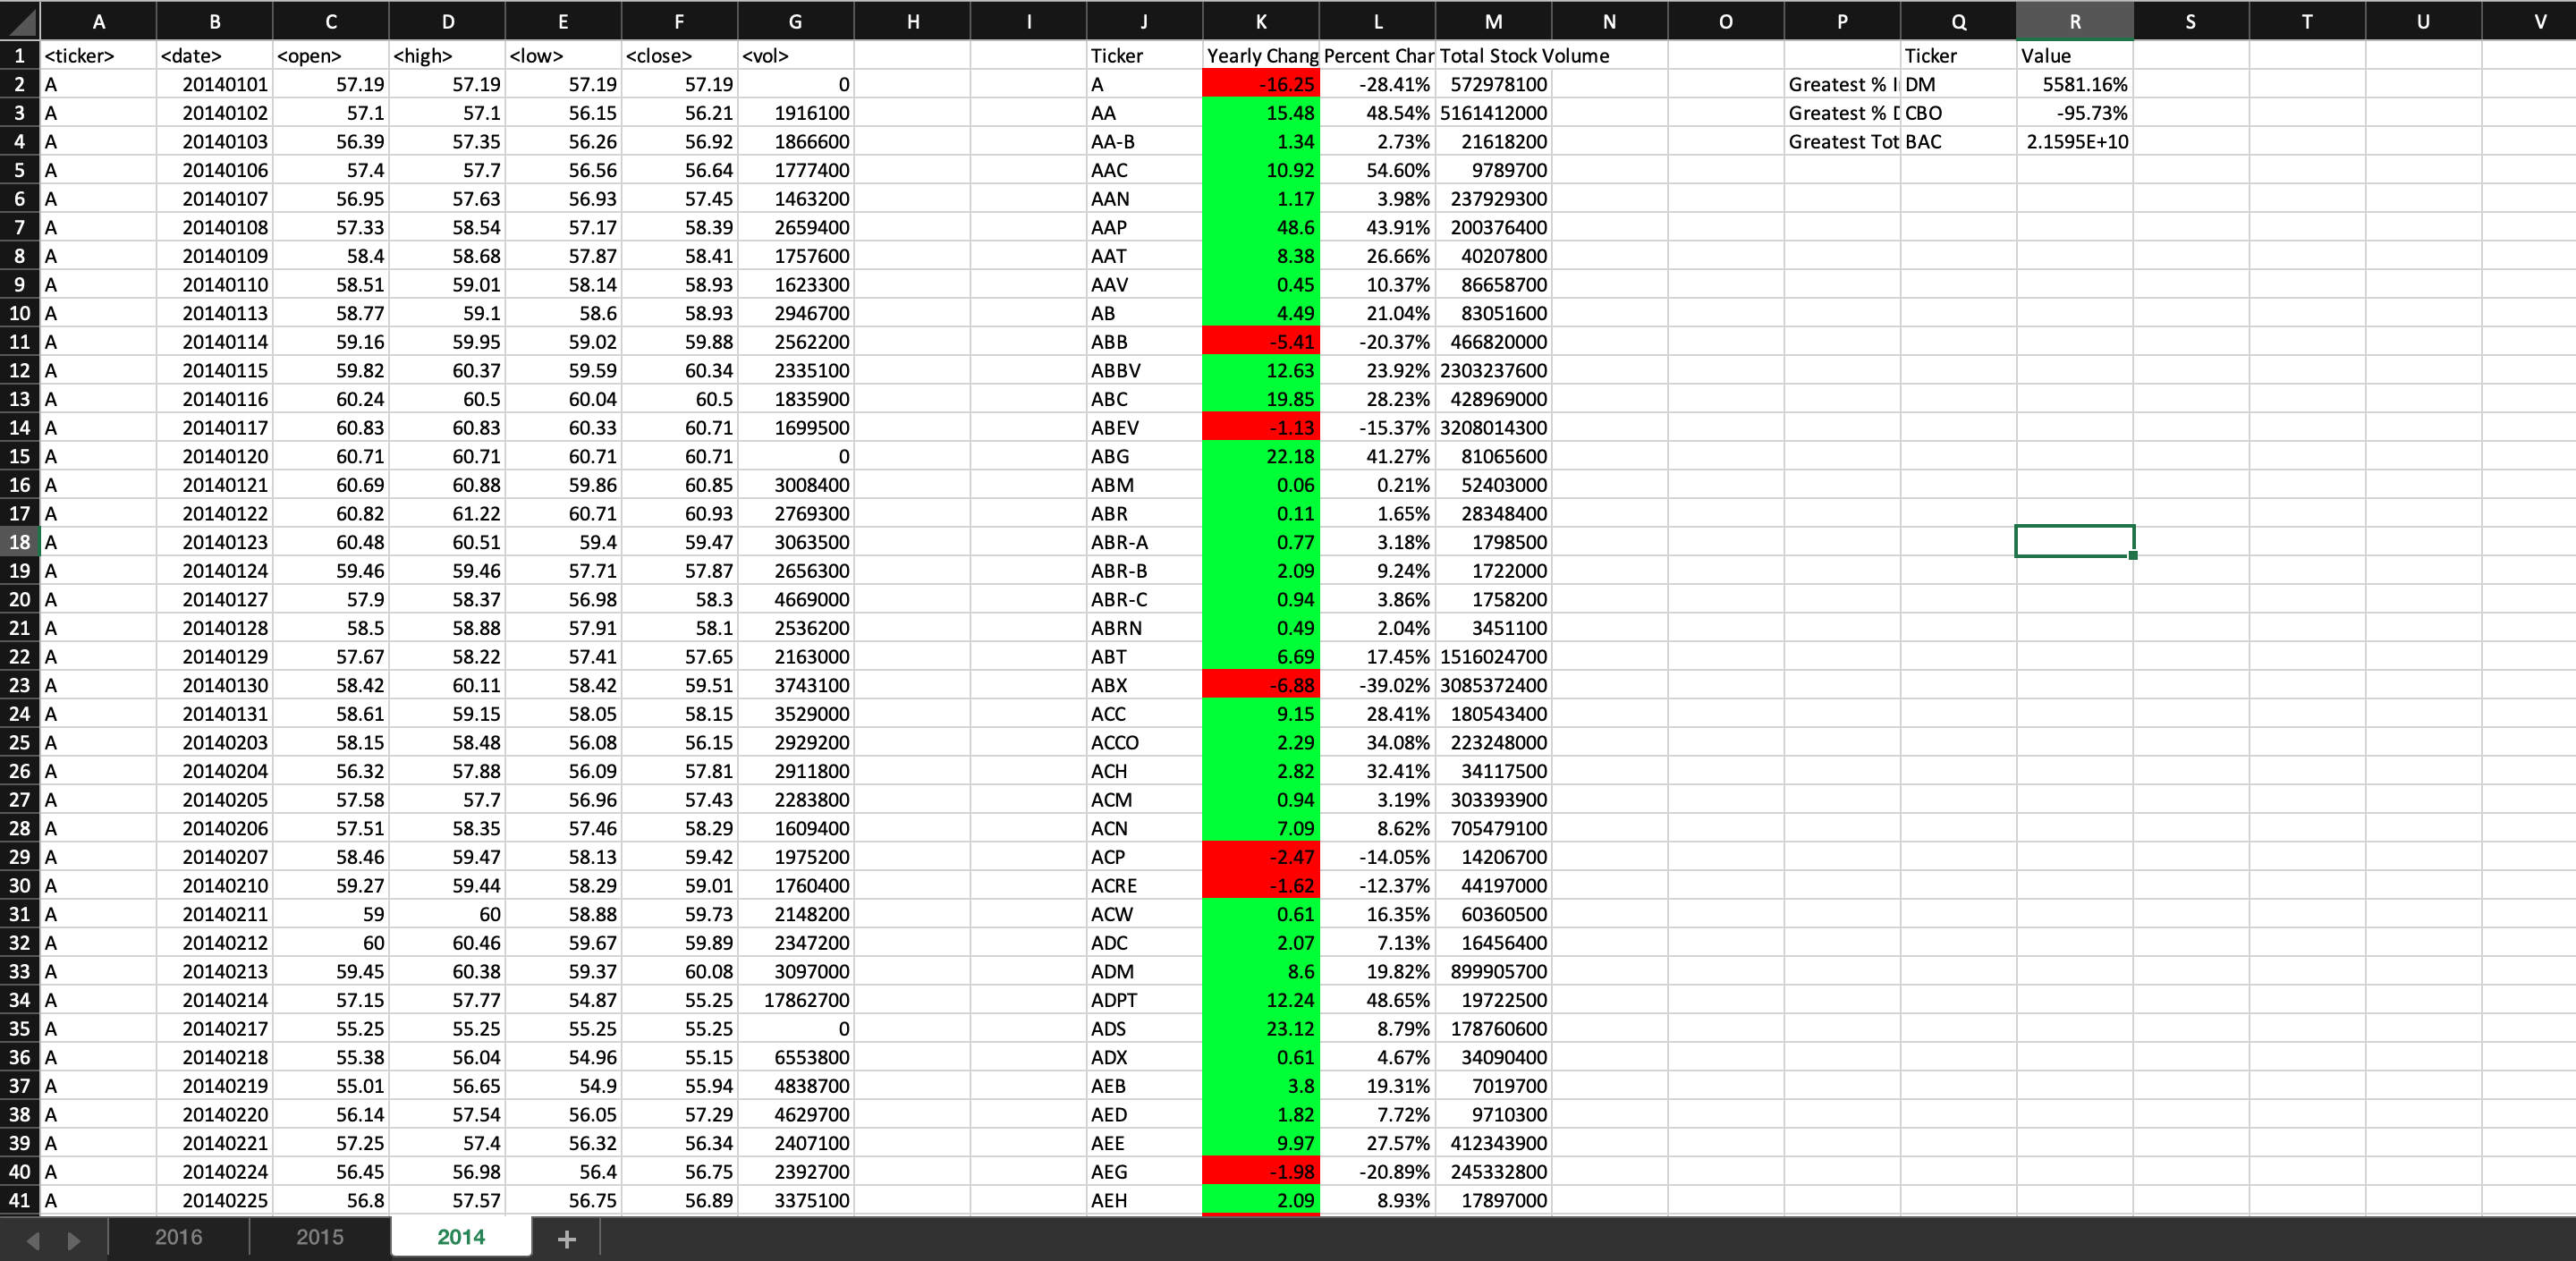 A B C D E F G H I J K L M N O P Q R S T U V
1 <ticker> <date> <open> <high> <low> <close> <vol> Ticker Yearly Chang Percent Char Total Stock Volume Ticker Value
2 A 20140101 57.19 57.19 57.19 57.19 0 A -16.25 -28.41% 572978100 Greatest % I DM 5581.16%
3 A 20140102 57.1 57.1 56.15 56.21 1916100 AA 15.48 48.54% 5161412000 Greatest % D CBO -95.73%
4 A 20140103 56.39 57.35 56.26 56.92 1866600 AA-B 1.34 2.73% 21618200 Greatest Tot BAC 2.1595E+10
5 A 20140106 57.4 57.7 56.56 56.64 1777400 AAC 10.92 54.60% 9789700
6 A 20140107 56.95 57.63 56.93 57.45 1463200 AAN 1.17 3.98% 237929300
7 A 20140108 57.33 58.54 57.17 58.39 2659400 AAP 48.6 43.91% 200376400
8 A 20140109 58.4 58.68 57.87 58.41 1757600 AAT 8.38 26.66% 40207800
9 A 20140110 58.51 59.01 58.14 58.93 1623300 AAV 0.45 10.37% 86658700
10 A 20140113 58.77 59.1 58.6 58.93 2946700 AB 4.49 21.04% 83051600
11 A 20140114 59.16 59.95 59.02 59.88 2562200 ABB -5.41 -20.37% 466820000
12 A 20140115 59.82 60.37 59.59 60.34 2335100 ABBV 12.63 23.92% 2303237600
13 A 20140116 60.24 60.5 60.04 60.5 1835900 ABC 19.85 28.23% 428969000
14 A 20140117 60.83 60.83 60.33 60.71 1699500 ABEV -1.13 -15.37% 3208014300
15 A 20140120 60.71 60.71 60.71 60.71 0 ABG 22.18 41.27% 81065600
16 A 20140121 60.69 60.88 59.86 60.85 3008400 ABM 0.06 0.21% 52403000
17 A 20140122 60.82 61.22 60.71 60.93 2769300 ABR 0.11 1.65% 28348400
18 A 20140123 60.48 60.51 59.4 59.47 3063500 ABR-A 0.77 3.18% 1798500
19 A 20140124 59.46 59.46 57.71 57.87 2656300 ABR-B 2.09 9.24% 1722000
20 A 20140127 57.9 58.37 56.98 58.3 4669000 ABR-C 0.94 3.86% 1758200
21 A 20140128 58.5 58.88 57.91 58.1 2536200 ABRN 0.49 2.04% 3451100
22 A 20140129 57.67 58.22 57.41 57.65 2163000 ABT 6.69 17.45% 1516024700
23 A 20140130 58.42 60.11 58.42 59.51 3743100 ABX -6.88 -39.02% 3085372400
24 A 20140131 58.61 59.15 58.05 58.15 3529000 ACC 9.15 28.41% 180543400
25 A 20140203 58.15 58.48 56.08 56.15 2929200 ACCO 2.29 34.08% 223248000
26 A 20140204 56.32 57.88 56.09 57.81 2911800 ACH 2.82 32.41% 34117500
27 A 20140205 57.58 57.7 56.96 57.43 2283800 ACM 0.94 3.19% 303393900
28 A 20140206 57.51 58.35 57.46 58.29 1609400 ACN 7.09 8.62% 705479100
29 A 20140207 58.46 59.47 58.13 59.42 1975200 ACP -2.47 -14.05% 14206700
30 A 20140210 59.27 59.44 58.29 59.01 1760400 ACRE -1.62 -12.37% 44197000
31 A 20140211 59 60 58.88 59.73 2148200 ACW 0.61 16.35% 60360500
32 A 20140212 60 60.46 59.67 59.89 2347200 ADC 2.07 7.13% 16456400
33 A 20140213 59.45 60.38 59.37 60.08 3097000 ADM 8.6 19.82% 899905700
34 A 20140214 57.15 57.77 54.87 55.25 17862700 ADPT 12.24 48.65% 19722500
35 A 20140217 55.25 55.25 55.25 55.25 0 ADS 23.12 8.79% 178760600
36 A 20140218 55.38 56.04 54.96 55.15 6553800 ADX 0.61 4.67% 34090400
37 A 20140219 55.01 56.65 54.9 55.94 4838700 AEB 3.8 19.31% 7019700
38 A 20140220 56.14 57.54 56.05 57.29 4629700 AED 1.82 7.72% 9710300
39 A 20140221 57.25 57.4 56.32 56.34 2407100 AEE 9.97 27.57% 412343900
40 A 20140224 56.45 56.98 56.4 56.75 2392700 AEG -1.98 -20.89% 245332800
41 A 20140225 56.8 57.57 56.75 56.89 3375100 AEH 2.09 8.93% 17897000
2016 2015 2014 +